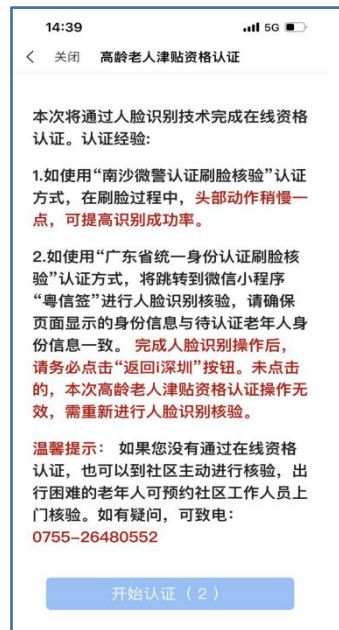 14:39
5G
关闭 高龄老人津贴资格认证
本次将通过人脸识别技术完成在线资格
认证。认证经验:
1.如使用“南沙微警认证刷脸核验”认证
方式，在刷脸过程中，头部动作稍慢一
点，可提高识别成功率。
2.如使用“广东省统一身份认证刷脸核
验”认证方式，将跳转到微信小程序
“粤信签”进行人脸识别核验，请确保
页面显示的身份信息与待认证老年人身
份信息一致。 完成人脸识别操作后，
请务必点击“返回i深圳”按钮。未点击
的，本次高龄老人津贴资格认证操作无
效，需重新进行人脸识别核验。
温馨提示： 如果您没有通过在线资格
认证，也可以到社区主动进行核验，出
行困难的老年人可预约社区工作人员上
门核验。如有疑问，可致电：
0755-26480552
开始认证（2）